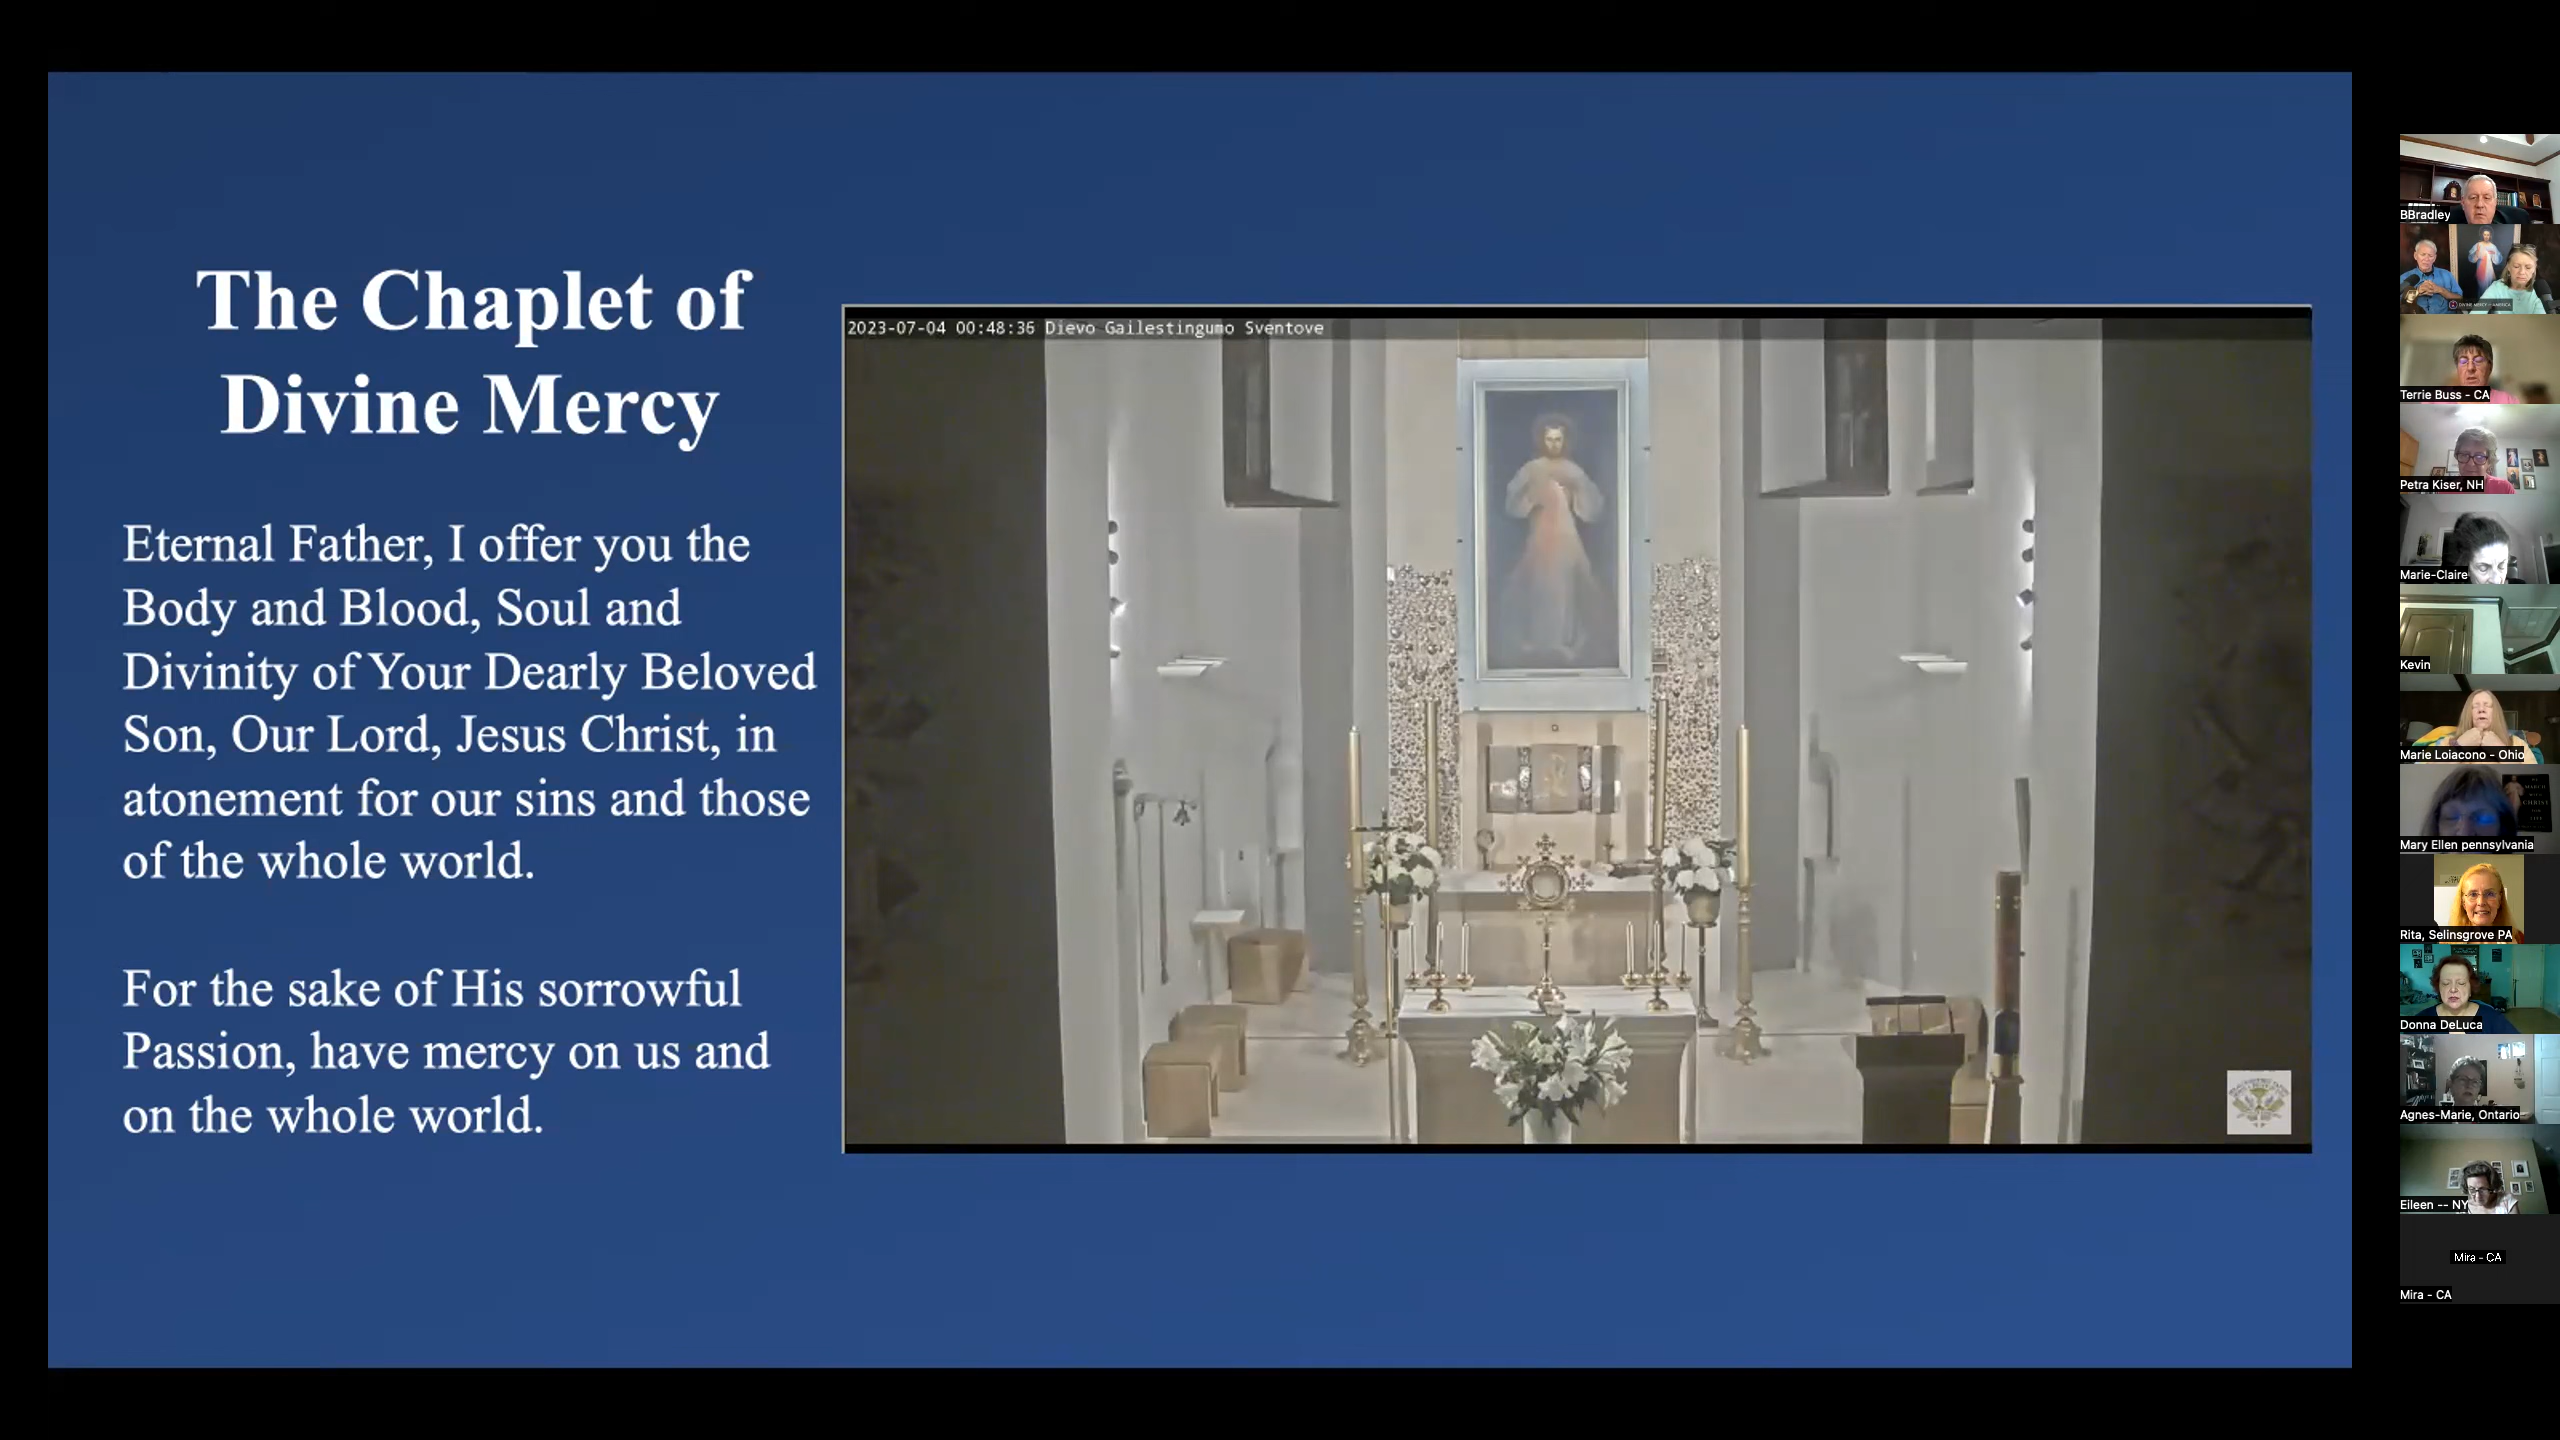 The Chaplet of
Divine Mercy
Eternal Father, I offer you the
Body and Blood, Soul and
Divinity of Your Dearly Beloved
Son, Our Lord, Jesus Christ, in
atonement for our sins and those
of the whole world.
For the sake of His sorrowful
Passion, have mercy on us and
on the whole world.
2023-07-04 00:48:36 Dievo Gailestingumo Sventove
BBradley
DIVINE MERCY
AMERICA
Terrie Buss - CA
Petra Kiser, NH
Marie-Claire
Kevin
Marie Loiacono - Ohio
Mary Ellen pennsylvania
Rita, Selinsgrove PA
Donna DeLuca
Agnes-Marie, Ontario
Eileen -- NY
Mira - CA
Mira - CA